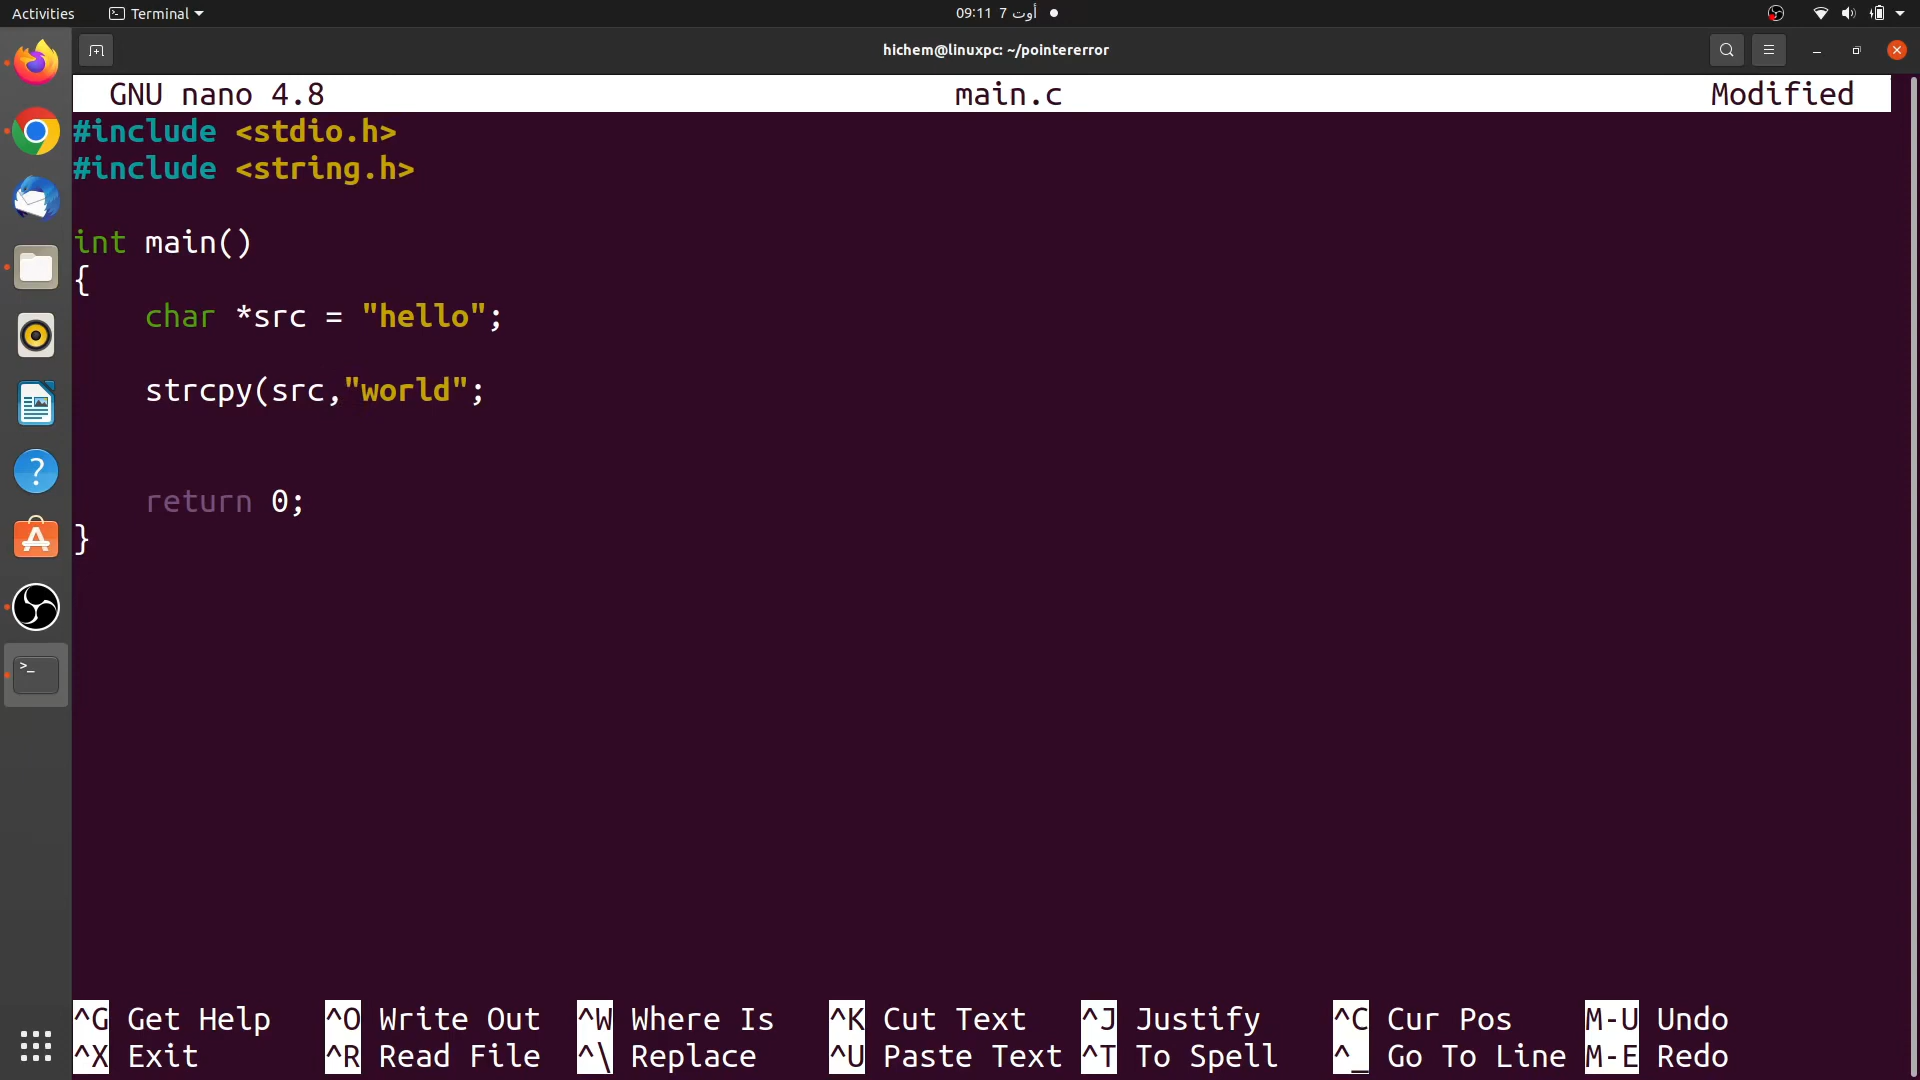 Activities Terminal 09:11 7 أوت
hichem@linuxpc: ~/pointererror
GNU nano 4.8 main.c Modified
#include <stdio.h>
#include <string.h>
int main()
{
    char *src = "hello";
    strcpy(src,"world";
    return 0;
}
^G Get Help ^O Write Out ^W Where Is ^K Cut Text ^J Justify ^C Cur Pos M-U Undo
^X Exit ^R Read File ^\ Replace ^U Paste Text ^T To Spell ^_ Go To Line M-E Redo